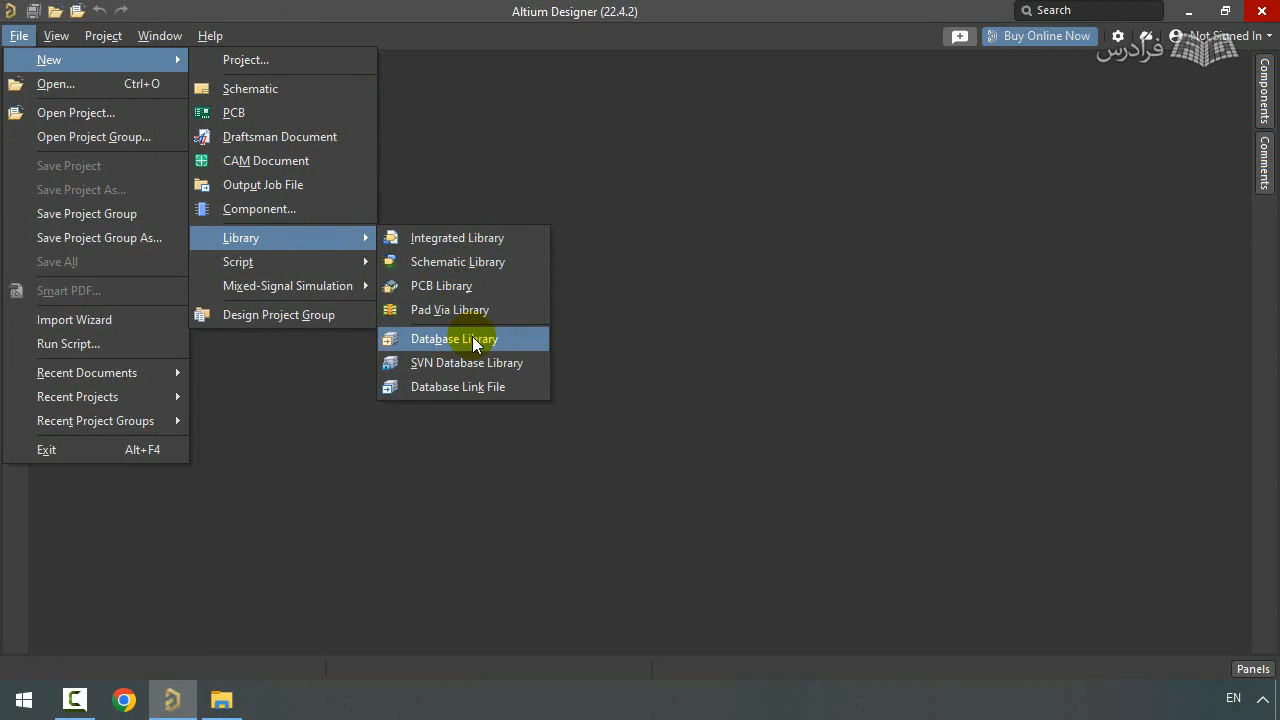 Altium Designer (22.4.2)
Search
File View Project Window Help
Buy Online Now
Not Signed In
فرادرس
New
Open... Ctrl+O
Open Project...
Open Project Group...
Save Project
Save Project As...
Save Project Group
Save Project Group As...
Save All
Smart PDF...
Import Wizard
Run Script...
Recent Documents
Recent Projects
Recent Project Groups
Exit Alt+F4
Project...
Schematic
PCB
Draftsman Document
CAM Document
Output Job File
Component...
Library
Script
Mixed-Signal Simulation
Design Project Group
Integrated Library
Schematic Library
PCB Library
Pad Via Library
Database Library
SVN Database Library
Database Link File
Components
Comments
Panels
EN